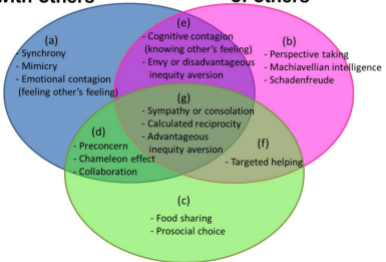 with others
of others
(a)
- Synchrony
- Mimicry
- Emotional contagion
(feeling other's feeling)
(e)
- Cognitive contagion
(knowing other's feeling)
- Envy or disadvantageous
inequity aversion
(b)
- Perspective taking
- Machiavellian intelligence
- Schadenfreude
(g)
- Sympathy or consolation
- Calculated reciprocity
- Advantageous
inequity aversion
(d)
- Preconcern
- Chameleon effect
- Collaboration
(f)
- Targeted helping
(c)
- Food sharing
- Prosocial choice